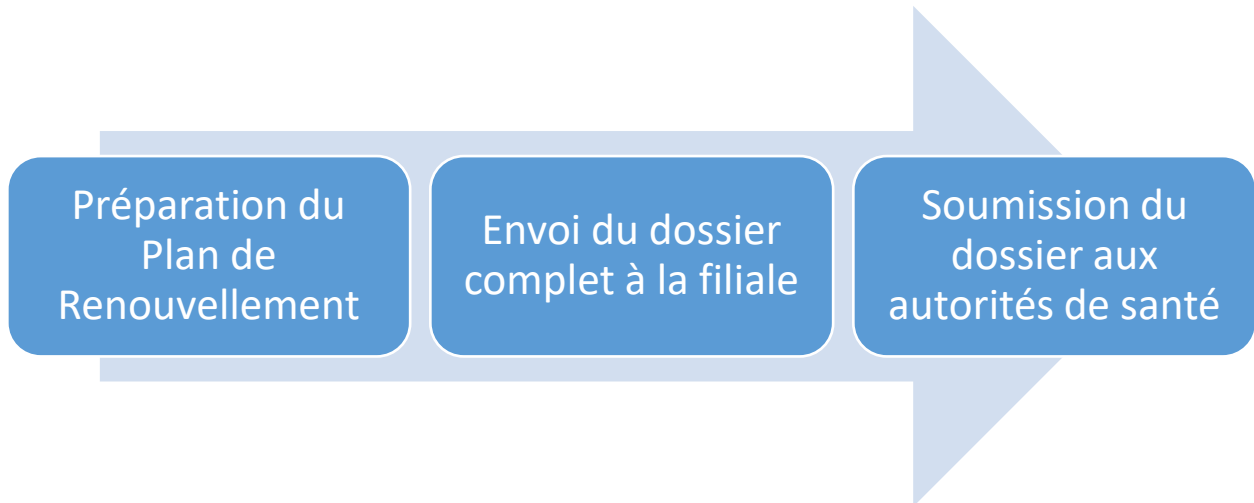 Préparation du
Plan de
Renouvellement
Envoi du dossier
complet à la filiale
Soumission du
dossier aux
autorités de santé